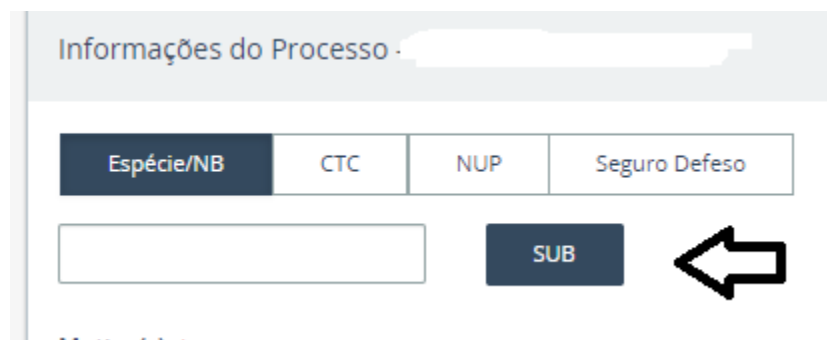 Informações do Processo -
Espécie/NB CTC NUP Seguro Defeso
SUB